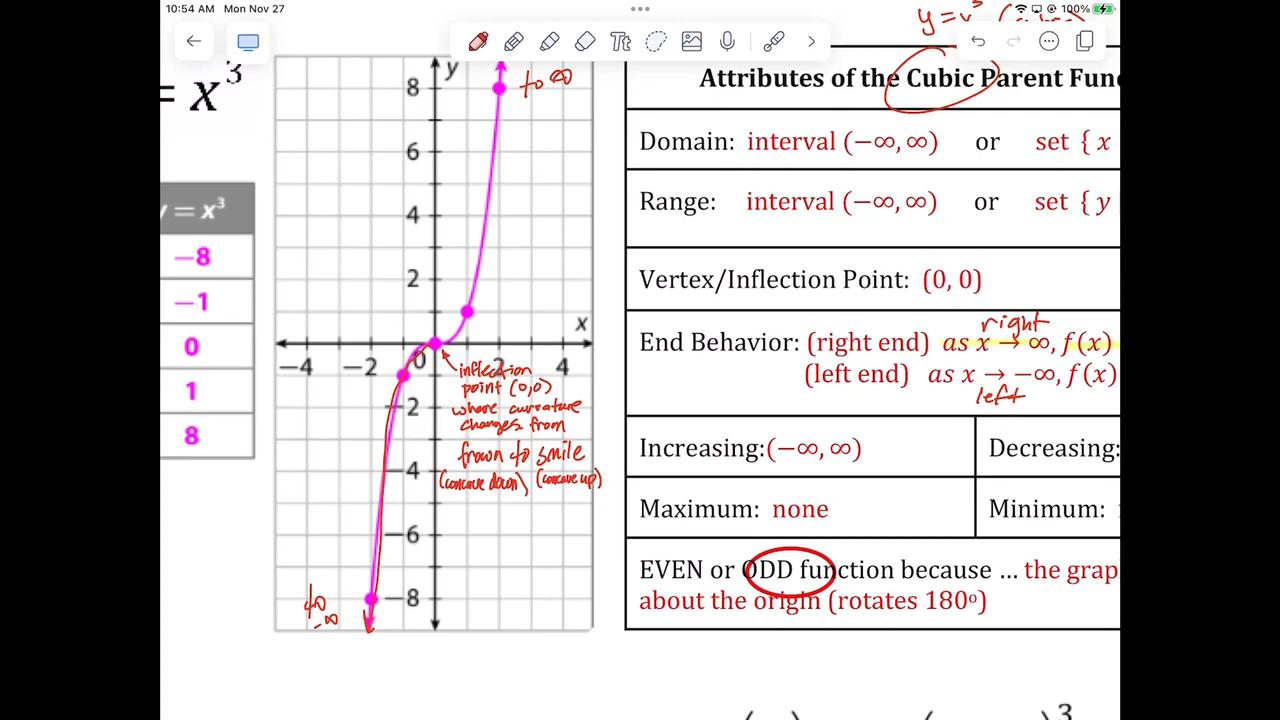 10:54 AM Mon Nov 27
100%
= x³
y = x³
−8
−1
0
1
8
y
8
6
4
2
x
−4 −2 0 2 4
−2
−4
−6
−8
to ∞
to
−∞
inflection
point (0,0)
where curvature
changes from
frown to smile
(concave down) (concave up)
y = x³
Attributes of the Cubic Parent Fun
Domain: interval (−∞, ∞) or set { x
Range: interval (−∞, ∞) or set { y
Vertex/Inflection Point: (0, 0)
right
End Behavior: (right end) as x → ∞, f(x)
(left end) as x → −∞, f(x)
left
Increasing: (−∞, ∞) Decreasing:
Maximum: none Minimum:
EVEN or ODD function because … the grap
about the origin (rotates 180º)
3